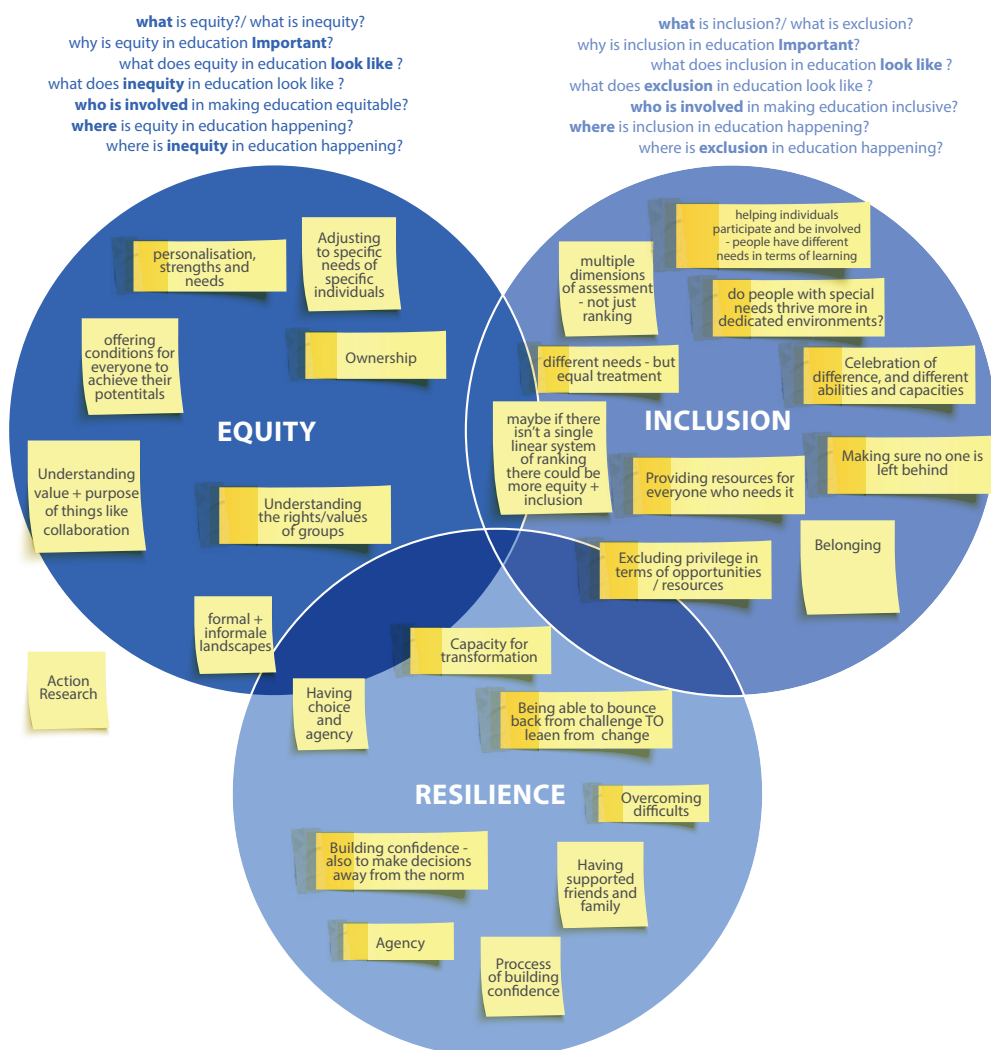 what is equity?/ what is inequity?
why is equity in education Important?
what does equity in education look like ?
what does inequity in education look like ?
who is involved in making education equitable?
where is equity in education happening?
where is inequity in education happening?
what is inclusion?/ what is exclusion?
why is inclusion in education Important?
what does inclusion in education look like ?
what does exclusion in education look like ?
who is involved in making education inclusive?
where is inclusion in education happening?
where is exclusion in education happening?
personalisation,
strengths and
needs
Adjusting
to specific
needs of
specific
individuals
offering
conditions for
everyone to
achieve their
potentitals
Ownership
EQUITY
Understanding
value + purpose
of things like
collaboration
Understanding
the rights/values
of groups
formal +
informale
landscapes
Action
Research
helping individuals
participate and be involved
- people have different
needs in terms of learning
multiple
dimensions
of assessment
- not just
ranking
do people with special
needs thrive more in
dedicated environments?
different needs - but
equal treatment
Celebration of
difference, and different
abilities and capacities
INCLUSION
maybe if there
isn't a single
linear system
of ranking
there could be
more equity +
inclusion
Making sure no one is
left behind
Providing resources for
everyone who needs it
Belonging
Excluding privilege in
terms of opportunities
/ resources
Capacity for
transformation
Having
choice
and
agency
Being able to bounce
back from challenge TO
leaen from change
RESILIENCE
Overcoming
difficults
Building confidence -
also to make decisions
away from the norm
Having
supported
friends and
family
Agency
Proccess
of building
confidence